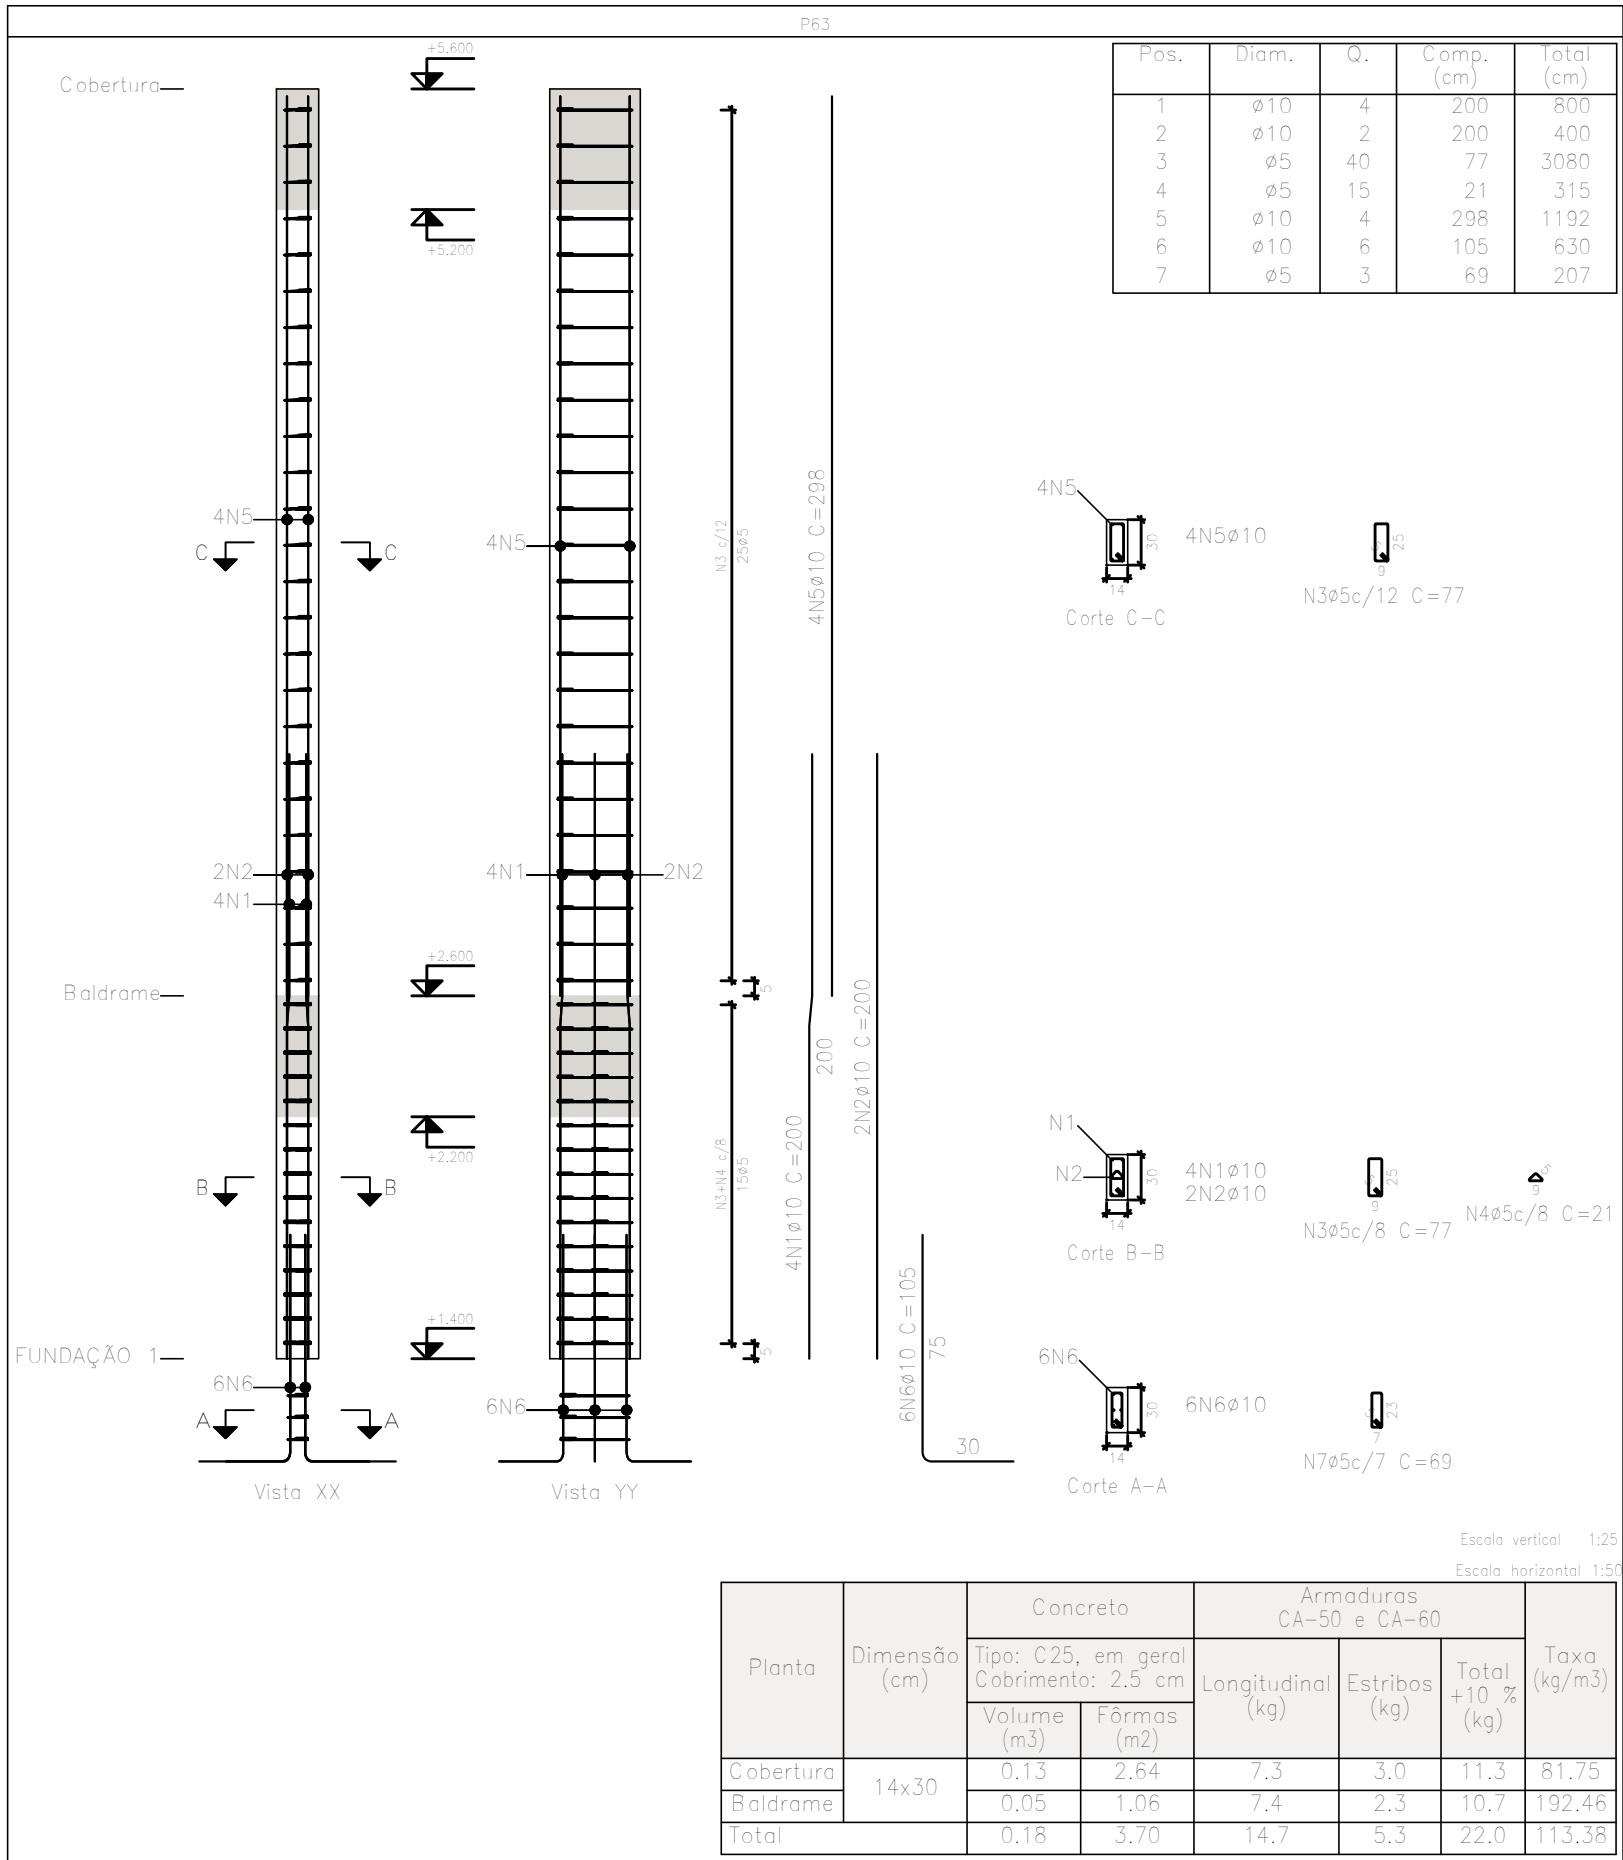 P63
Pos. Diam. Q. Comp. (cm) Total (cm)
1 ø10 4 200 800
2 ø10 2 200 400
3 ø5 40 77 3080
4 ø5 15 21 315
5 ø10 4 298 1192
6 ø10 6 105 630
7 ø5 3 69 207
+5.600
Cobertura
+5.200
4N5
C C
4N5
N3 c/12
25ø5
4N5ø10 C=298
4N5
30
14
4N5ø10
25
9
N3ø5c/12 C=77
Corte C-C
2N2
4N1
4N1
2N2
+2.600
Baldrame
5
+2.200
B B
N3+N4 c/8
15ø5
4N1ø10 C=200
200
2N2ø10 C=200
N1
N2
30
14
4N1ø10
2N2ø10
25
9
N3ø5c/8 C=77
5
9
N4ø5c/8 C=21
Corte B-B
+1.400
FUNDAÇÃO 1
5
6N6
A A
6N6
6N6ø10 C=105
75
30
6N6
30
14
6N6ø10
23
7
N7ø5c/7 C=69
Corte A-A
Vista XX
Vista YY
Escala vertical 1:25
Escala horizontal 1:50
Planta
Dimensão
(cm)
Concreto
Tipo: C25, em geral
Cobrimento: 2.5 cm
Volume
(m3)
Fôrmas
(m2)
Armaduras
CA-50 e CA-60
Longitudinal
(kg)
Estribos
(kg)
Total
+10 %
(kg)
Taxa
(kg/m3)
Cobertura 14x30 0.13 2.64 7.3 3.0 11.3 81.75
Baldrame 0.05 1.06 7.4 2.3 10.7 192.46
Total 0.18 3.70 14.7 5.3 22.0 113.38